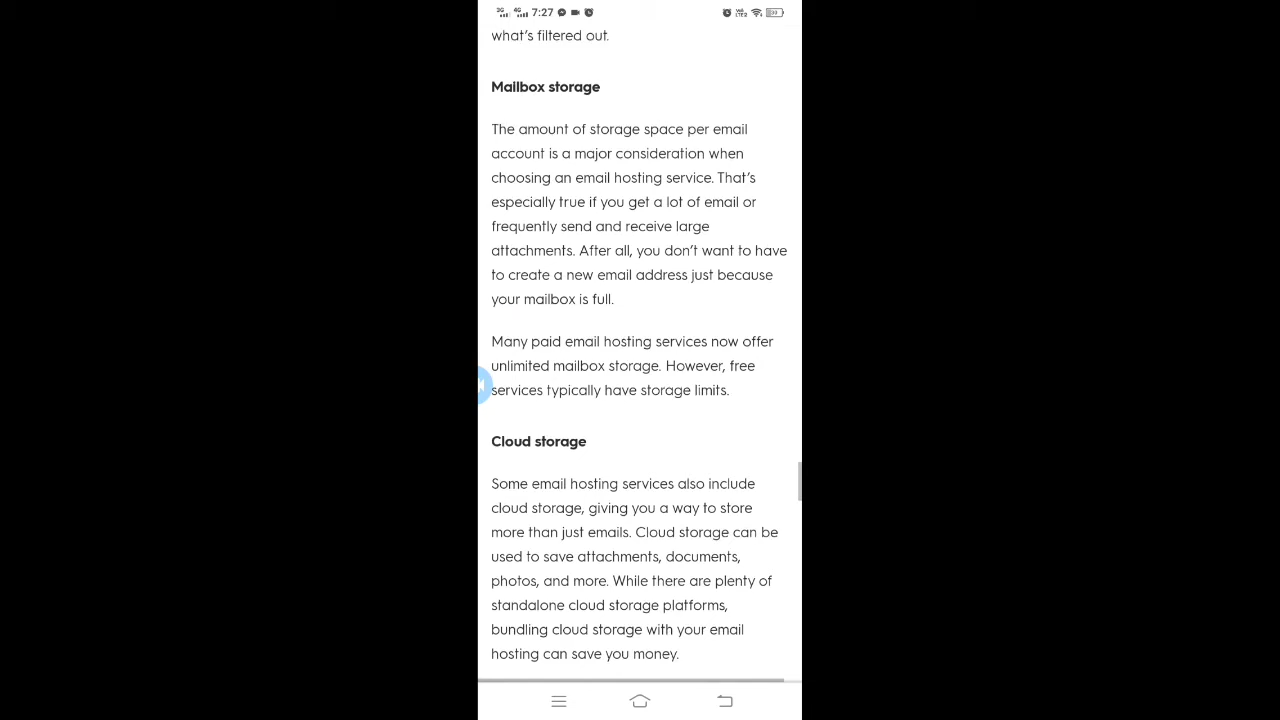 3G 4G 7:27
what's filtered out.
Mailbox storage
The amount of storage space per email
account is a major consideration when
choosing an email hosting service. That's
especially true if you get a lot of email or
frequently send and receive large
attachments. After all, you don't want to have
to create a new email address just because
your mailbox is full.
Many paid email hosting services now offer
unlimited mailbox storage. However, free
services typically have storage limits.
Cloud storage
Some email hosting services also include
cloud storage, giving you a way to store
more than just emails. Cloud storage can be
used to save attachments, documents,
photos, and more. While there are plenty of
standalone cloud storage platforms,
bundling cloud storage with your email
hosting can save you money.